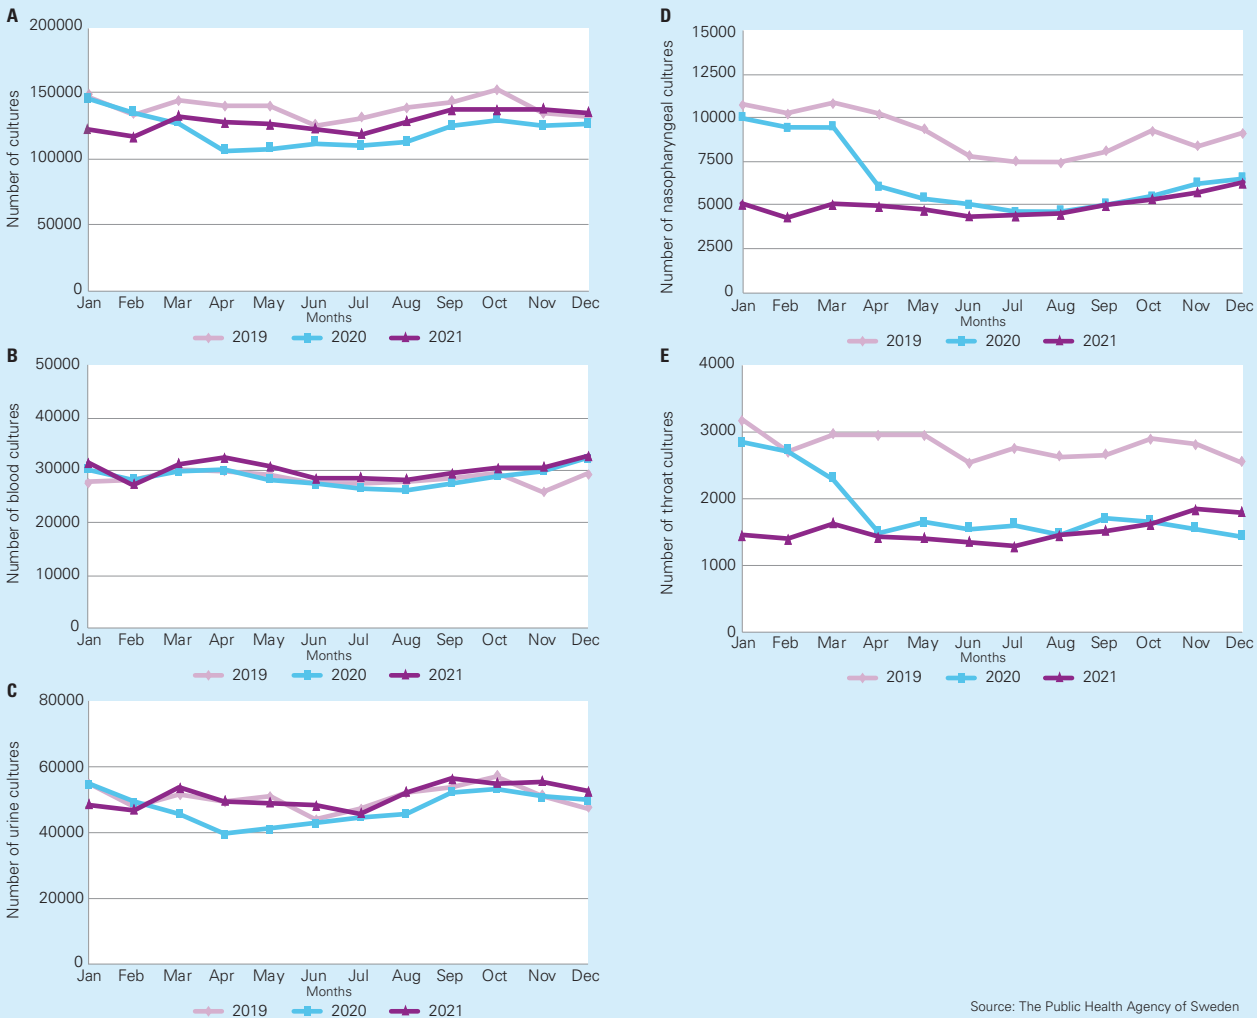 A
Number of cultures
200000
150000
100000
50000
0
Jan Feb Mar Apr May Jun Jul Aug Sep Oct Nov Dec
Months
2019 2020 2021
B
Number of blood cultures
50000
40000
30000
20000
10000
0
Jan Feb Mar Apr May Jun Jul Aug Sep Oct Nov Dec
Months
2019 2020 2021
C
Number of urine cultures
80000
60000
40000
20000
0
Jan Feb Mar Apr May Jun Jul Aug Sep Oct Nov Dec
Months
2019 2020 2021
D
Number of nasopharyngeal cultures
15000
12500
10000
7500
5000
2500
0
Jan Feb Mar Apr May Jun Jul Aug Sep Oct Nov Dec
Months
2019 2020 2021
E
Number of throat cultures
4000
3000
2000
1000
0
Jan Feb Mar Apr May Jun Jul Aug Sep Oct Nov Dec
Months
2019 2020 2021
Source: The Public Health Agency of Sweden